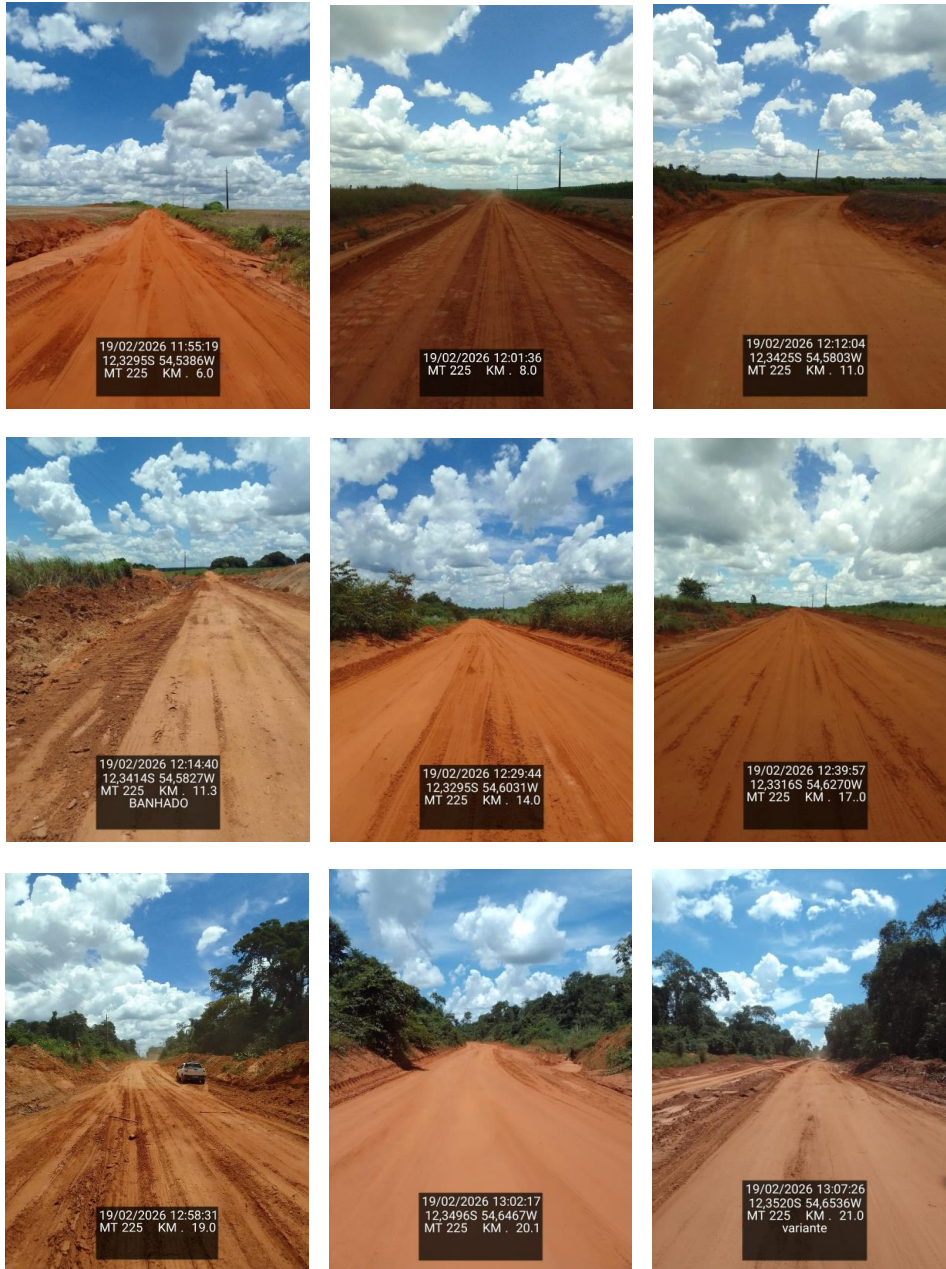 19/02/2026 11:55:19
12,3295S 54,5386W
MT 225 KM . 6.0
19/02/2026 12:01:36
MT 225 KM . 8.0
19/02/2026 12:12:04
12,3425S 54,5803W
MT 225 KM . 11.0
19/02/2026 12:14:40
12,3414S 54,5827W
MT 225 KM . 11.3
BANHADO
19/02/2026 12:29:44
12,3295S 54,6031W
MT 225 KM . 14.0
19/02/2026 12:39:57
12,3316S 54,6270W
MT 225 KM . 17..0
19/02/2026 12:58:31
MT 225 KM . 19.0
19/02/2026 13:02:17
12,3496S 54,6467W
MT 225 KM . 20.1
19/02/2026 13:07:26
12,3520S 54,6536W
MT 225 KM . 21.0
variante